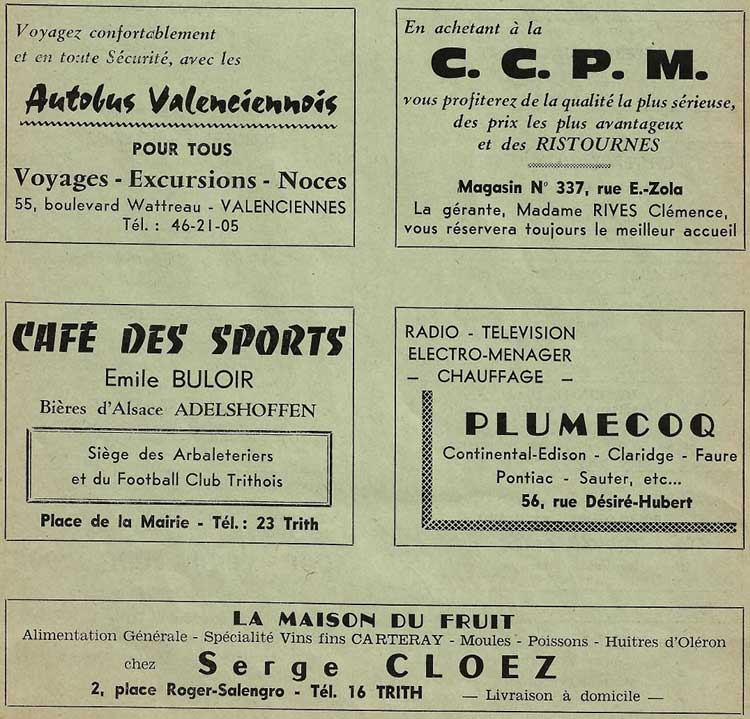 Voyagez confortablement
et en toute Sécurité, avec les
Autobus Valenciennois
POUR TOUS
Voyages - Excursions - Noces
55, boulevard Wattreau - VALENCIENNES
Tél. : 46-21-05
En achetant à la
C. C. P. M.
vous profiterez de la qualité la plus sérieuse,
des prix les plus avantageux
et des RISTOURNES
Magasin N° 337, rue E.-Zola
La gérante, Madame RIVES Clémence,
vous réservera toujours le meilleur accueil
CAFÉ DES SPORTS
Emile BULOIR
Bières d'Alsace ADELSHOFFEN
Siège des Arbaleteriers
et du Football Club Trithois
Place de la Mairie - Tél. : 23 Trith
RADIO - TELEVISION
ELECTRO-MENAGER
— CHAUFFAGE —
PLUMECOQ
Continental-Edison - Claridge - Faure
Pontiac - Sauter, etc...
56, rue Désiré-Hubert
LA MAISON DU FRUIT
Alimentation Générale - Spécialité Vins fins CARTERAY - Moules - Poissons - Huitres d'Oléron
chez Serge CLOEZ
2, place Roger-Salengro - Tél. 16 TRITH — Livraison à domicile —